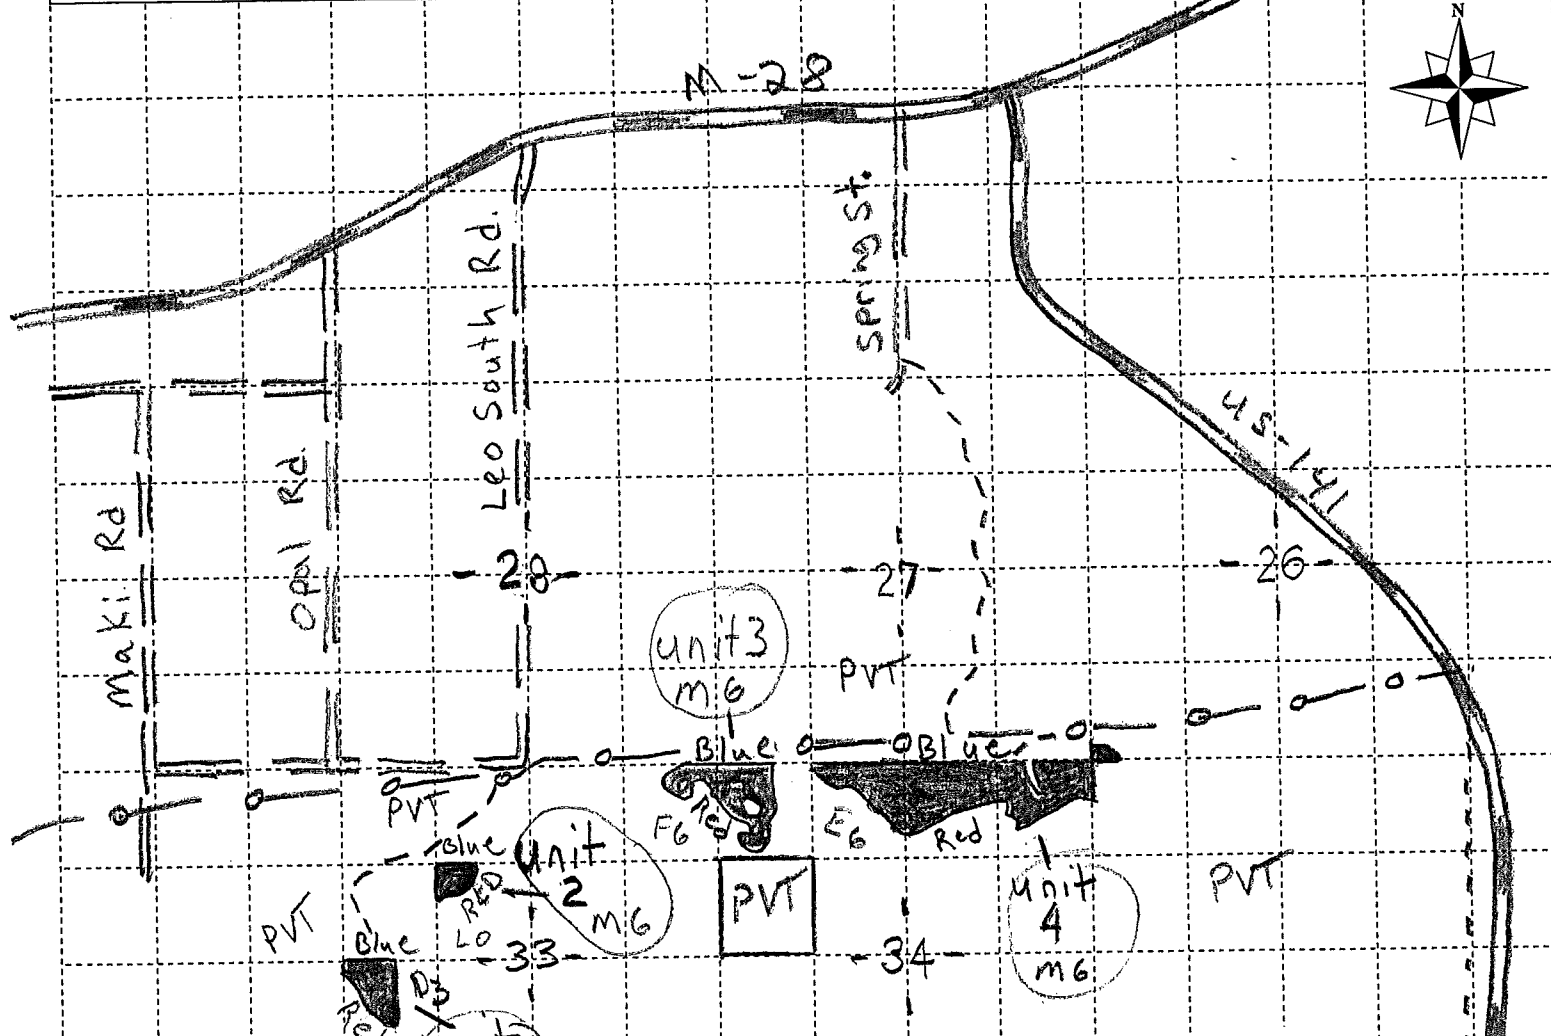 N
M-28
Spring St.
Leo South Rd.
US-141
Opal Rd.
Maki Rd
-28-
-27-
-26-
unit 3
M6
PVT
Blue
Blue
PVT
F6
Red
E6
Red
Blue
unit
2
M6
RED
LO
PVT
unit
4
M6
PVT
PVT
Blue
-33-
-34-
D3